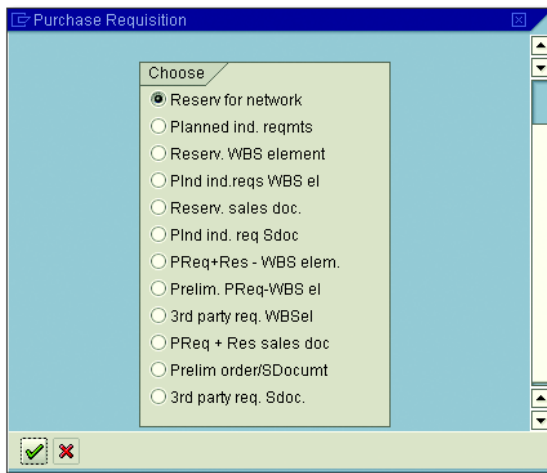 Purchase Requisition
Choose
Reserv for network
Planned ind. reqmts
Reserv. WBS element
Plnd ind.reqs WBS el
Reserv. sales doc.
Plnd ind. req Sdoc
PReq+Res - WBS elem.
Prelim. PReq-WBS el
3rd party req. WBSel
PReq + Res sales doc
Prelim order/SDocumt
3rd party req. Sdoc.